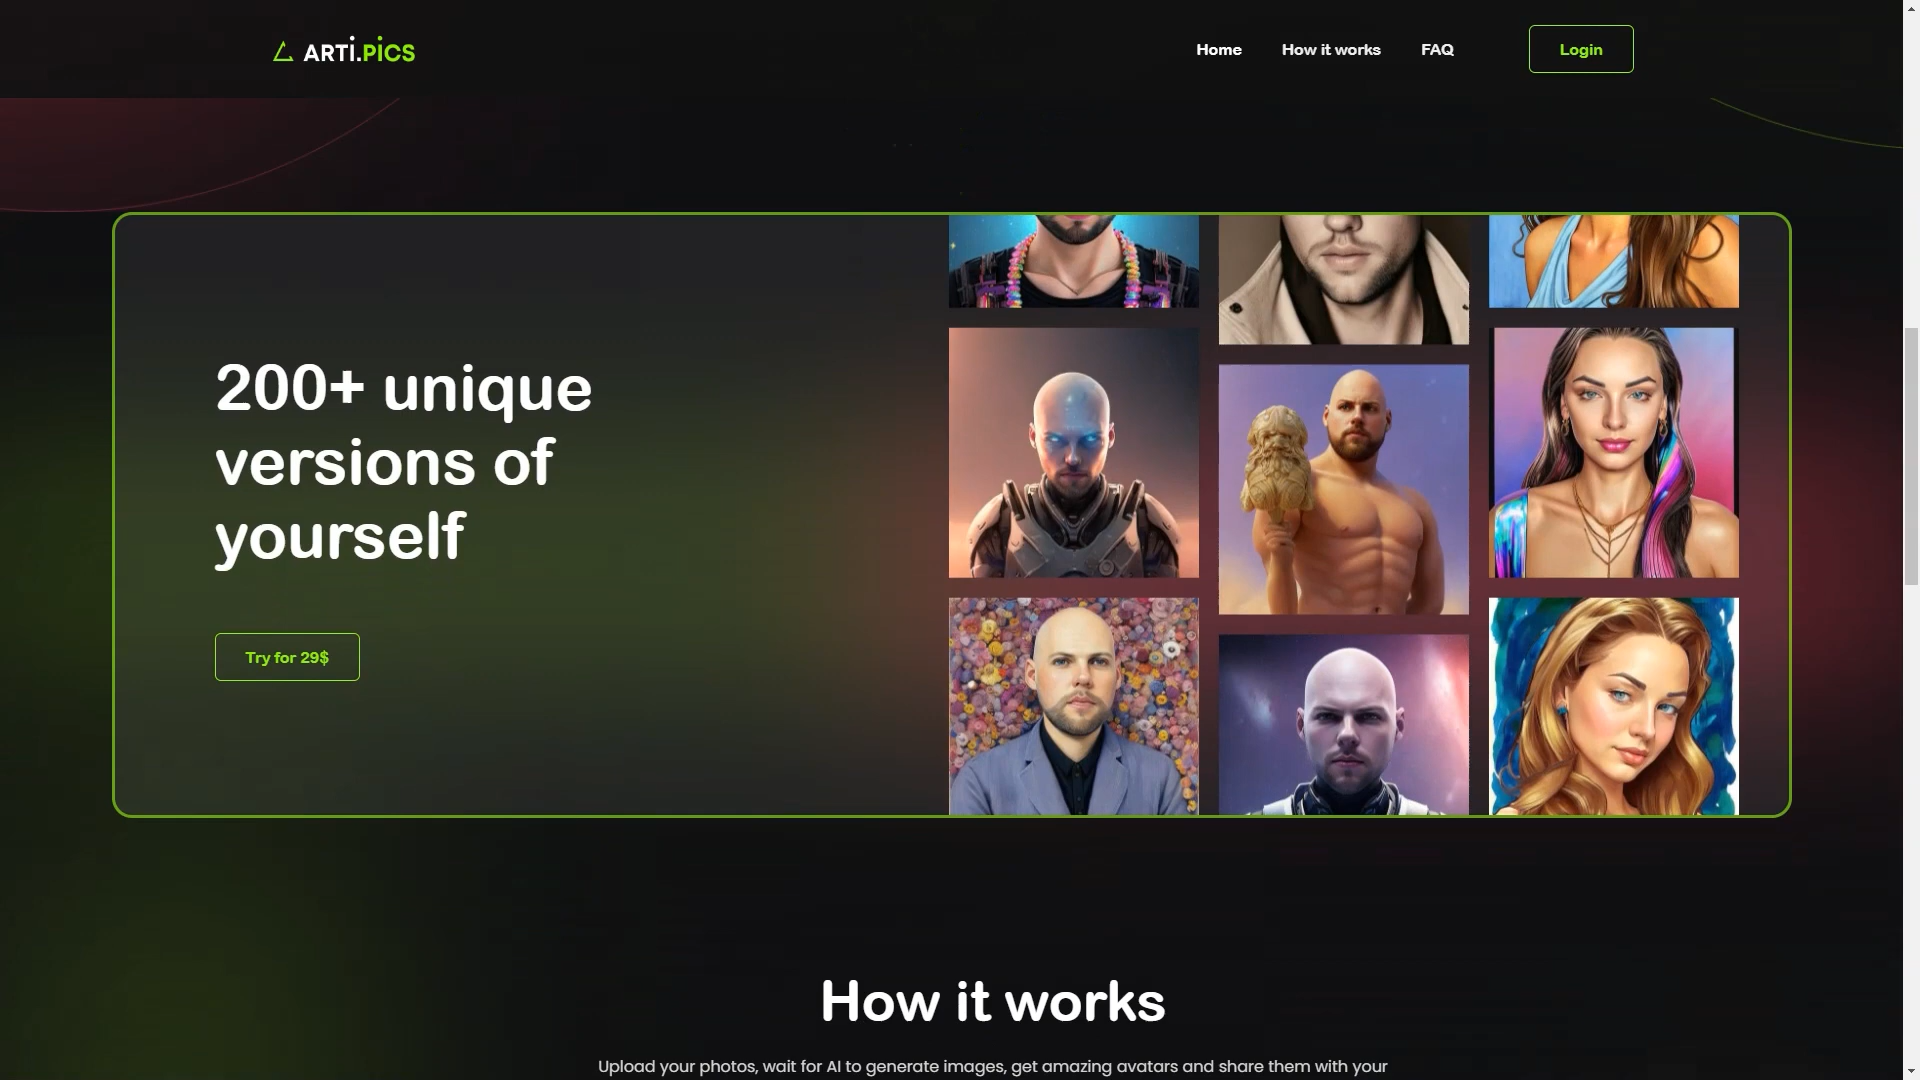 ARTi.PiCS
Home How it works FAQ Login
200+ unique
versions of
yourself
Try for 29$
How it works
Upload your photos, wait for AI to generate images, get amazing avatars and share them with your